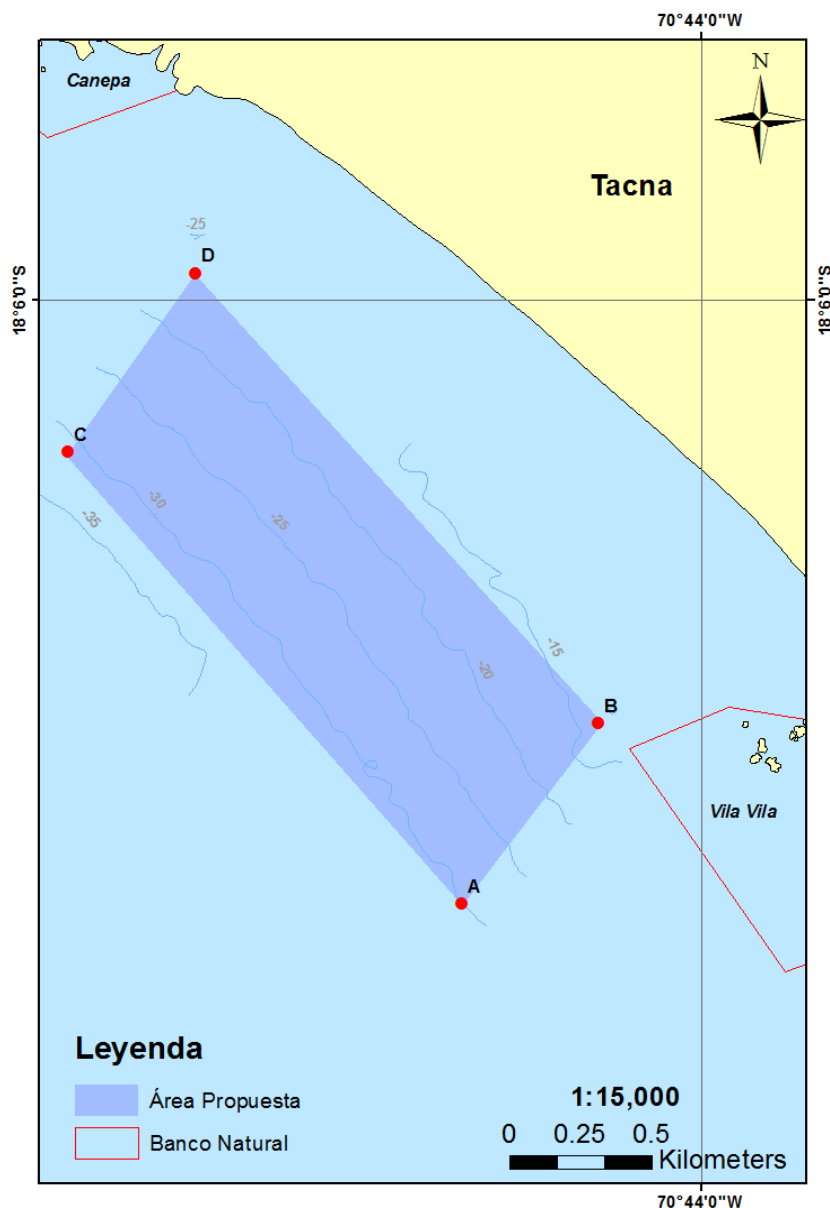 70°44'0"W
Canepa
N
Tacna
-25
D
18°6'0"S
18°6'0"S
C
-30
-35
-25
-15
-20
B
Vila Vila
A
Leyenda
Área Propuesta
Banco Natural
1:15,000
0 0.25 0.5
Kilometers
70°44'0"W